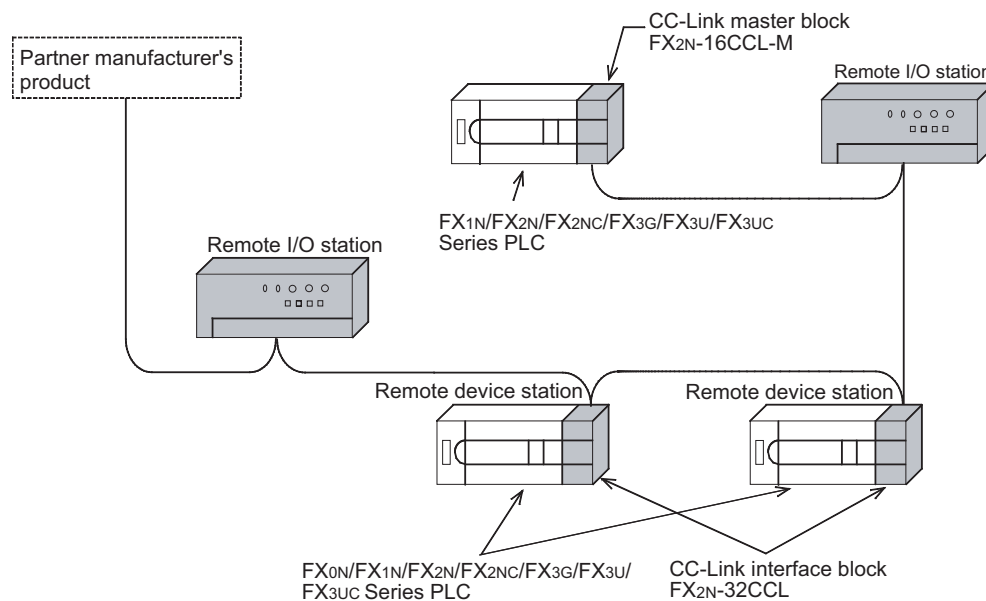 CC-Link master block
FX2N-16CCL-M
Partner manufacturer's
product
Remote I/O station
FX1N/FX2N/FX2NC/FX3G/FX3U/FX3UC
Series PLC
Remote I/O station
Remote device station
Remote device station
FX0N/FX1N/FX2N/FX2NC/FX3G/FX3U/
FX3UC Series PLC
CC-Link interface block
FX2N-32CCL